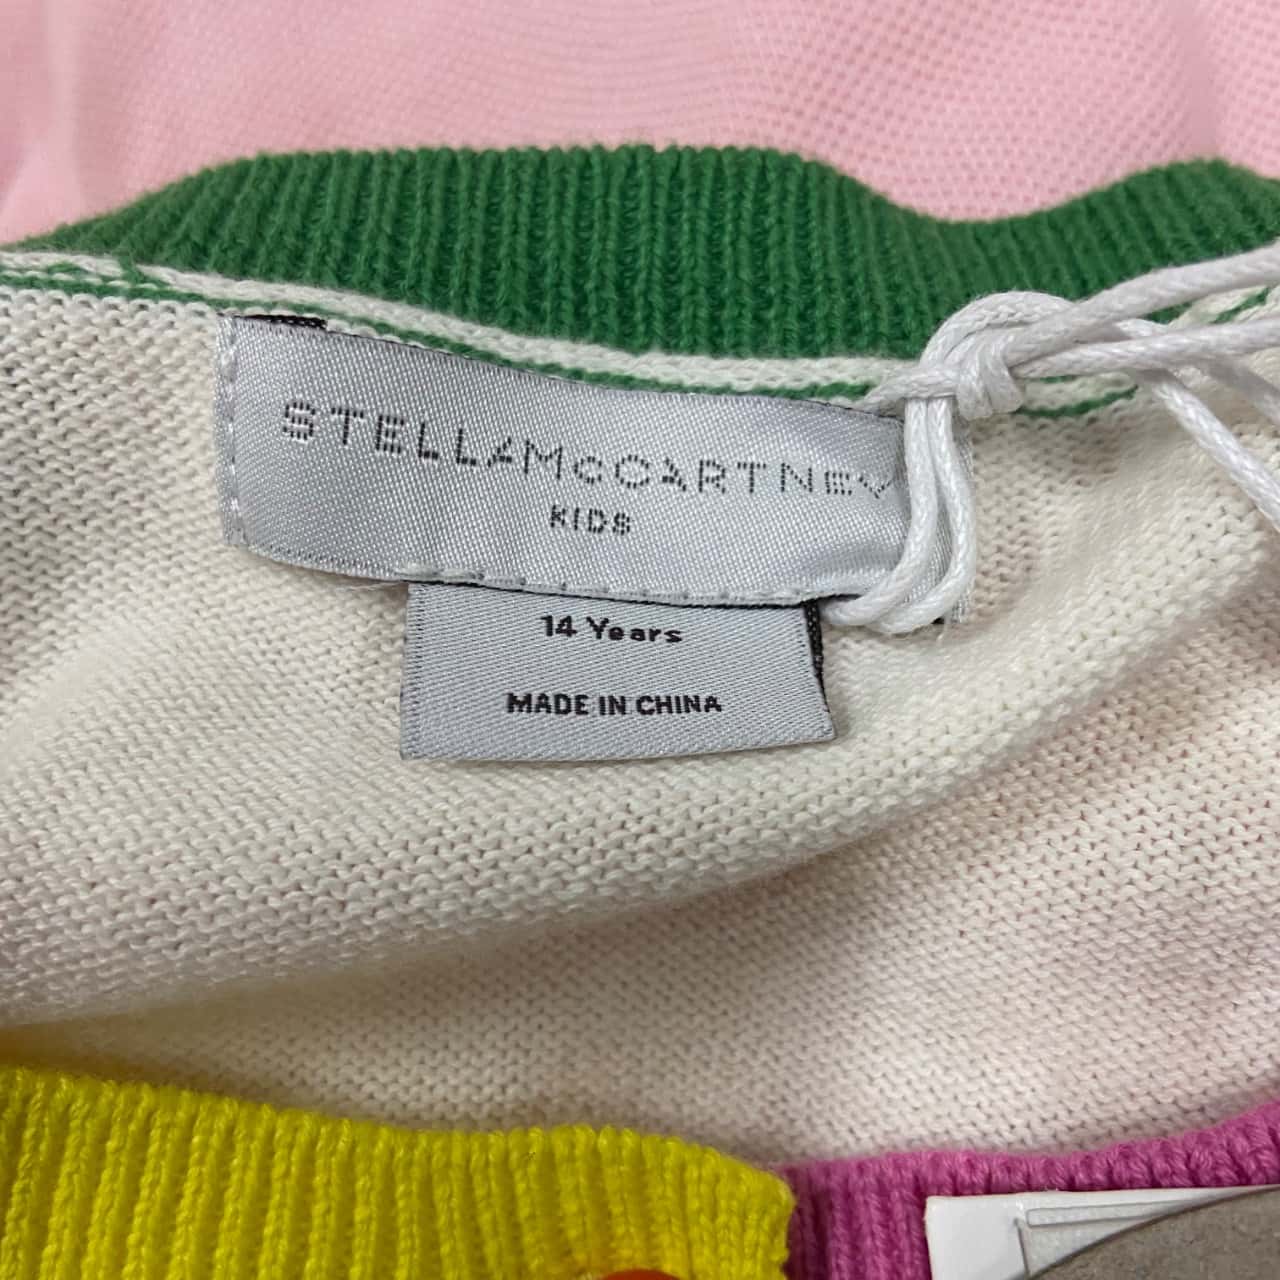 STELLAMcCARTNEY
KIDS
14 Years
MADE IN CHINA